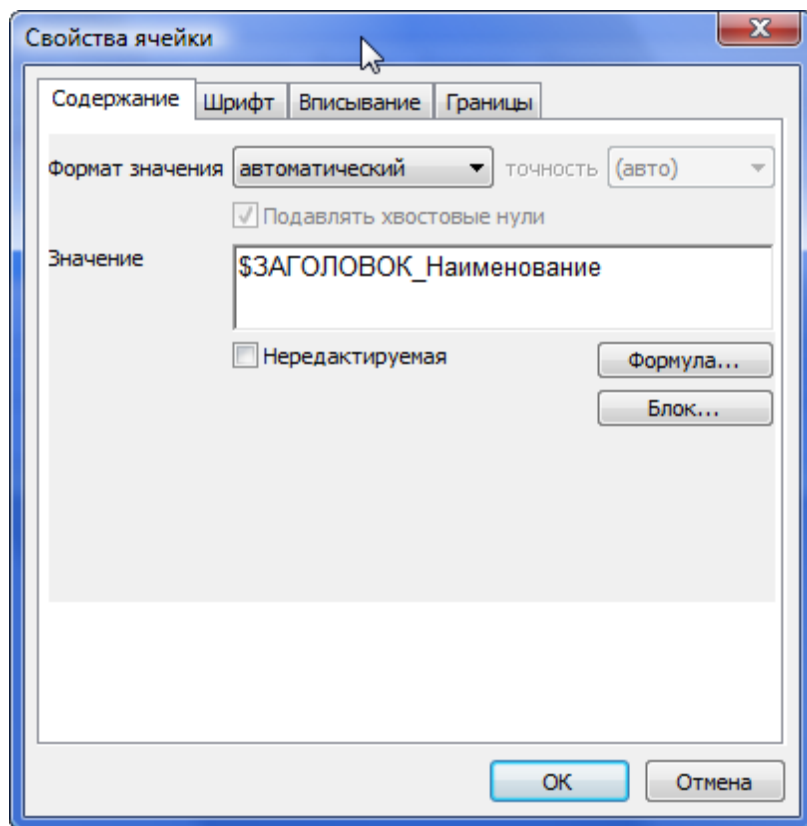 Свойства ячейки
Содержание Шрифт Вписывание Границы
Формат значения автоматический точность (авто)
Подавлять хвостовые нули
Значение $ЗАГОЛОВОК_Наименование
Нередактируемая Формула...
Блок...
ОК Отмена